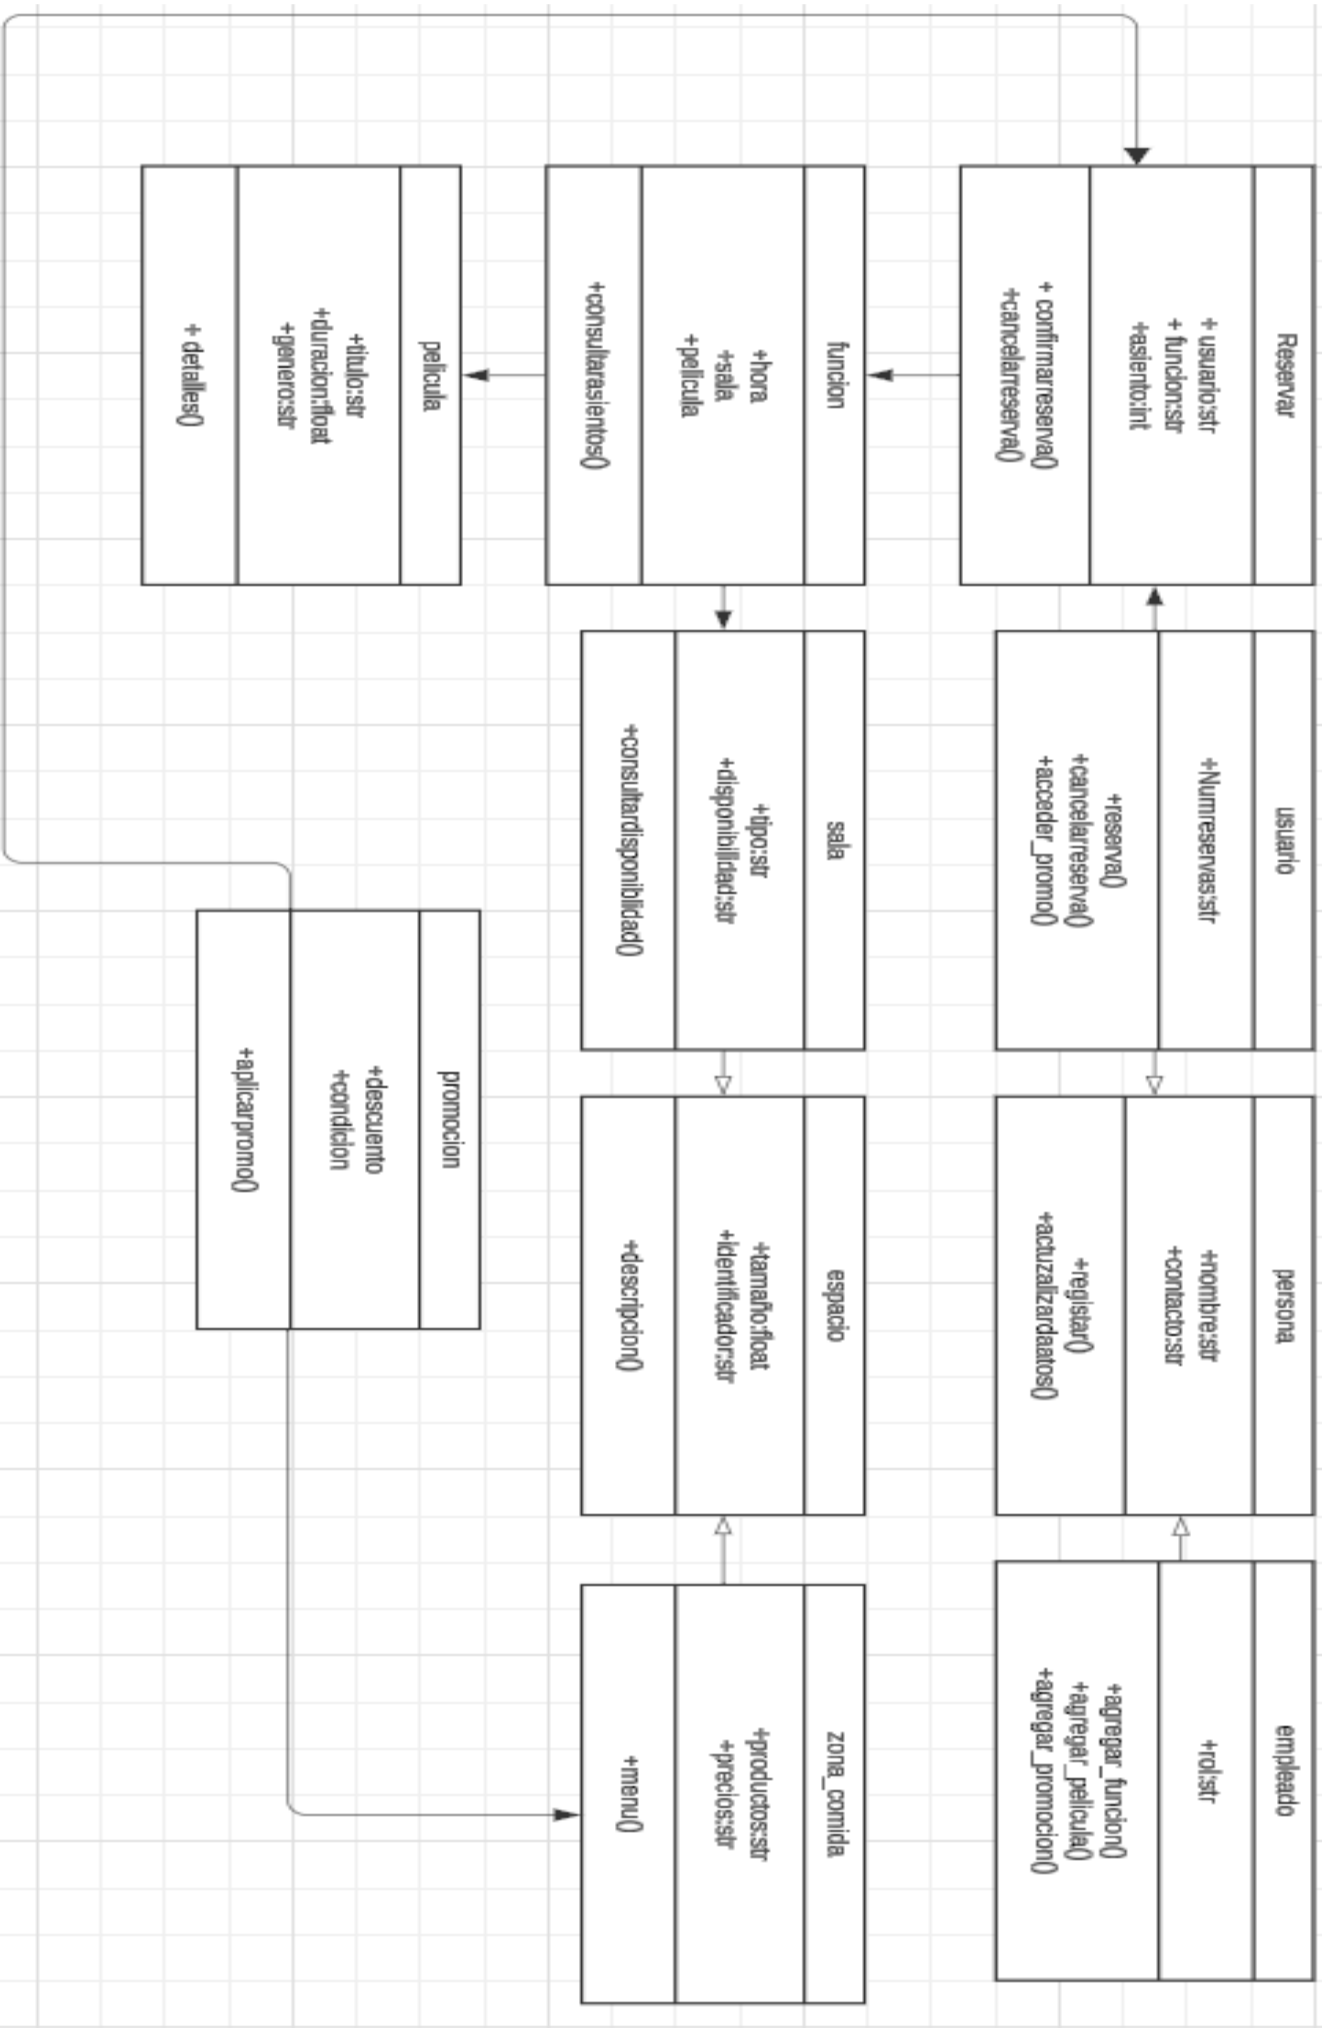 Reservar
+ usuario:str
+ funcion:str
+asiento:int
+ confirmarreserva()
+cancelarreserva()
usuario
+Numreservas:str
+reserva()
+cancelarreserva()
+acceder_promo()
persona
+nombre:str
+contacto:str
+registar()
+actuzalizardaatos()
empleado
+rol:str
+agregar_funcion()
+agregar_pelicula()
+agregar_promocion()
funcion
+hora
+sala
+pelicula
+consultarasientos()
sala
+tipo:str
+disponibilidad:str
+consultardisponiblidad()
espacio
+tamaño:float
+identificador:str
+descripcion()
zona_comida
+productos:str
+precios:str
+menu()
pelicula
+titulo:str
+duracion:float
+genero:str
+ detalles()
promocion
+descuento
+condicion
+aplicarpromo()